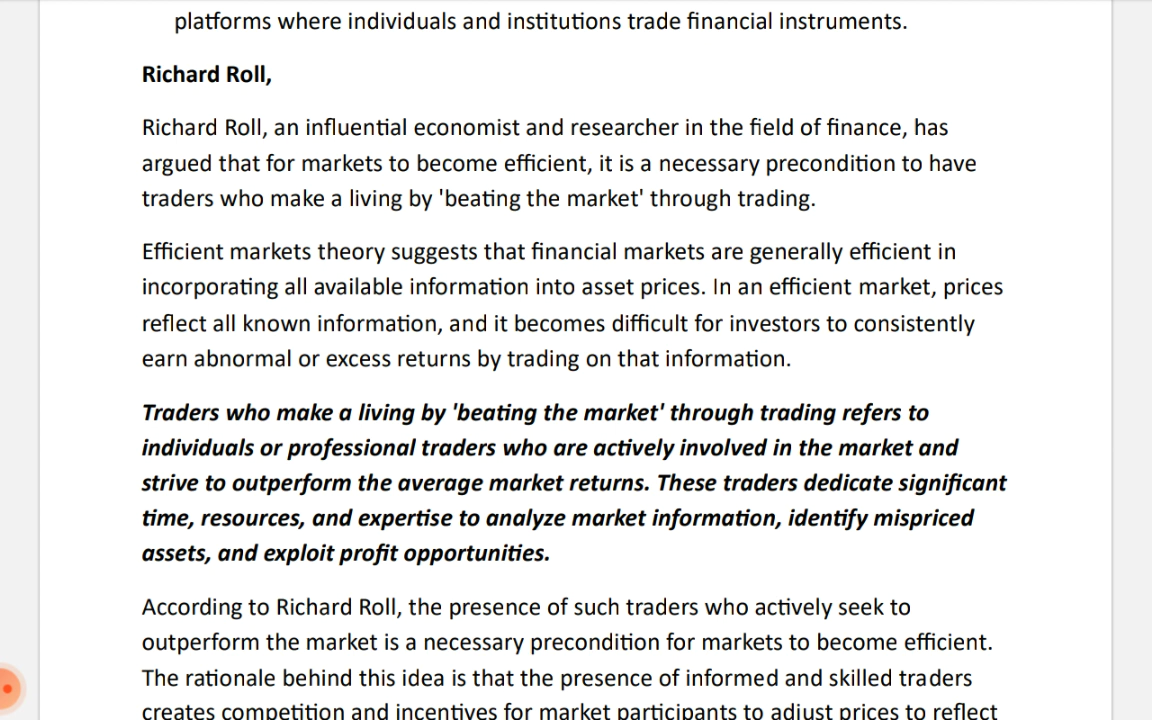 platforms where individuals and institutions trade financial instruments.
Richard Roll,
Richard Roll, an influential economist and researcher in the field of finance, has
argued that for markets to become efficient, it is a necessary precondition to have
traders who make a living by 'beating the market' through trading.
Efficient markets theory suggests that financial markets are generally efficient in
incorporating all available information into asset prices. In an efficient market, prices
reflect all known information, and it becomes difficult for investors to consistently
earn abnormal or excess returns by trading on that information.
Traders who make a living by 'beating the market' through trading refers to
individuals or professional traders who are actively involved in the market and
strive to outperform the average market returns. These traders dedicate significant
time, resources, and expertise to analyze market information, identify mispriced
assets, and exploit profit opportunities.
According to Richard Roll, the presence of such traders who actively seek to
outperform the market is a necessary precondition for markets to become efficient.
The rationale behind this idea is that the presence of informed and skilled traders
creates competition and incentives for market participants to adjust prices to reflect